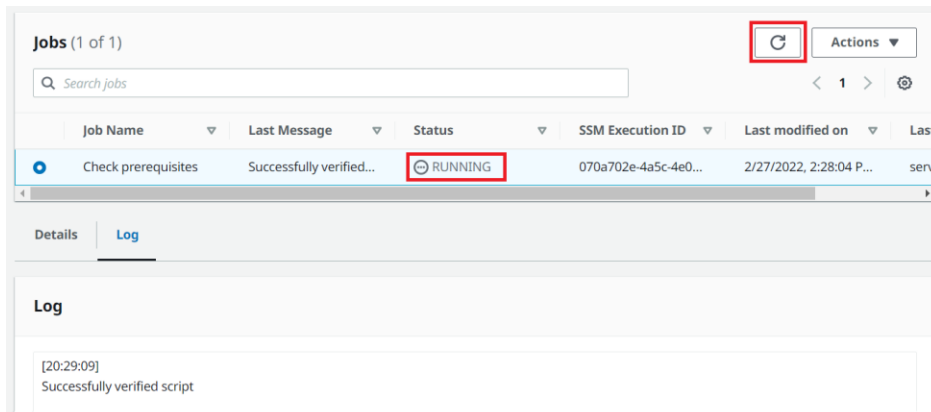 Jobs (1 of 1)
Actions
Search jobs
1
Job Name Last Message Status SSM Execution ID Last modified on Las
Check prerequisites Successfully verified... RUNNING 070a702e-4a5c-4e0... 2/27/2022, 2:28:04 P... serv
Details Log
Log
[20:29:09]
Successfully verified script